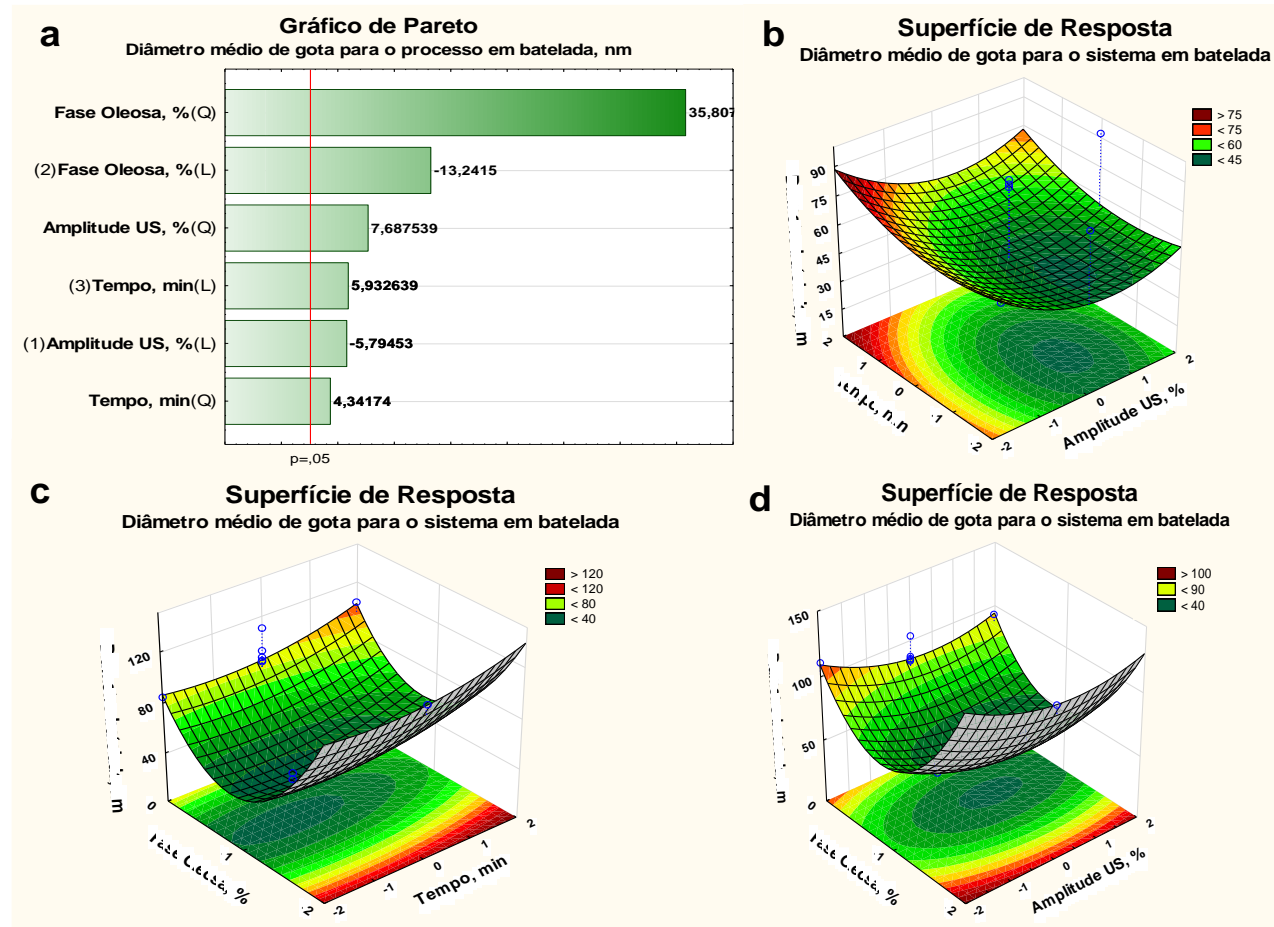 a
Gráfico de Pareto
Diâmetro médio de gota para o processo em batelada, nm
Fase Oleosa, %(Q)
35,807
(2)Fase Oleosa, %(L)
-13,2415
Amplitude US, %(Q)
7,687539
(3)Tempo, min(L)
5,932639
(1)Amplitude US, %(L)
-5,79453
Tempo, min(Q)
4,34174
p=,05
b
Superfície de Resposta
Diâmetro médio de gota para o sistema em batelada
> 75
< 75
< 60
< 45
90
75
60
45
30
15
2
1
0
-1
-2
-2
-1
0
1
2
Amplitude US, %
c
Superfície de Resposta
Diâmetro médio de gota para o sistema em batelada
> 120
< 120
< 80
< 40
120
80
40
0
-2
-1
0
1
2
Tempo, min
d
Superfície de Resposta
Diâmetro médio de gota para o sistema em batelada
> 100
< 90
< 40
150
100
50
0
-2
-1
0
1
2
Amplitude US, %